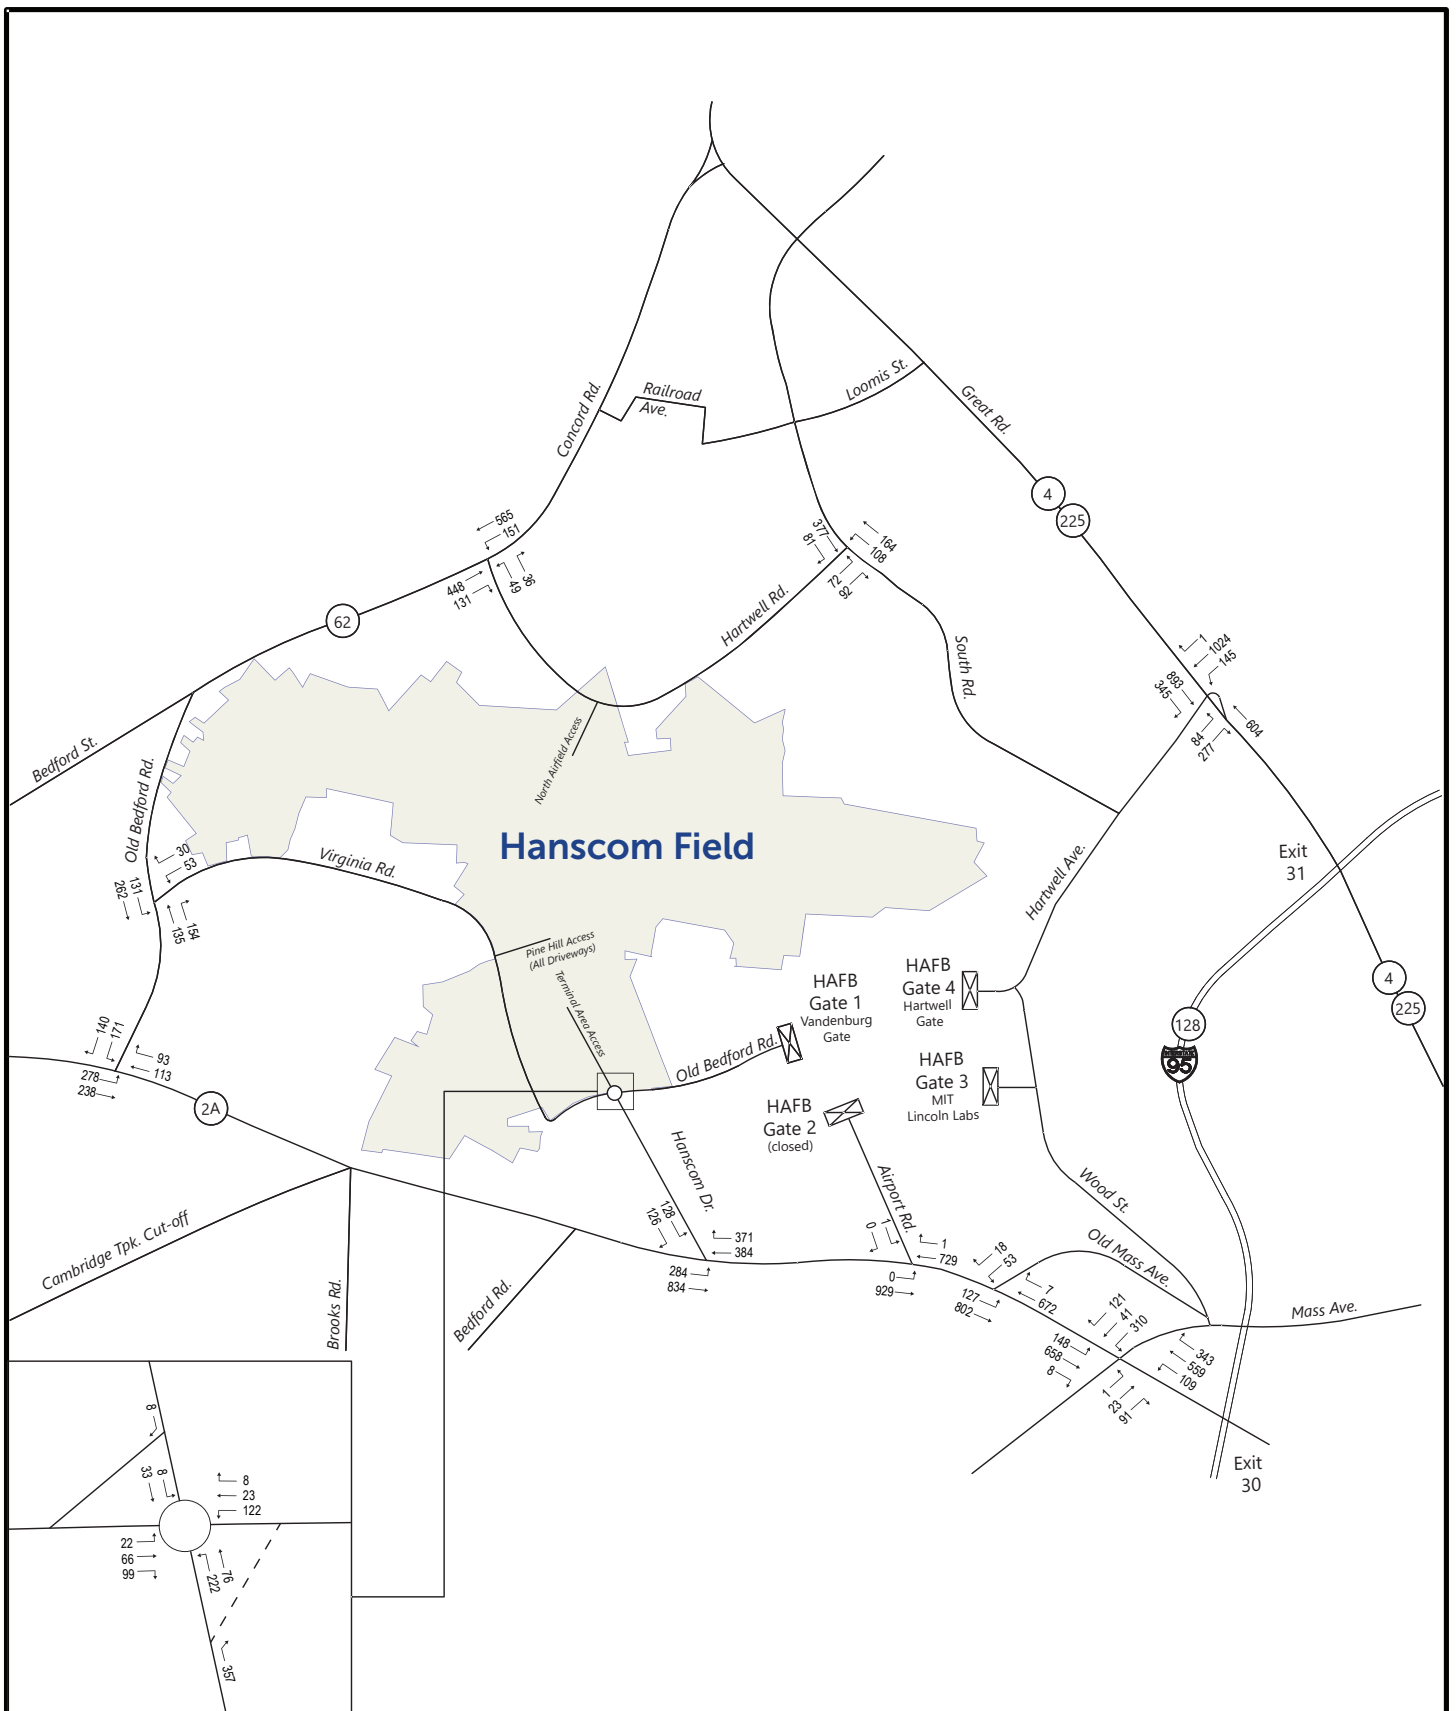 Railroad
Ave.
Loomis St.
Concord Rd.
Great Rd.
4
225
565
151
448
131
49
36
377
81
164
108
72
92
62
Hartwell Rd.
South Rd.
1
1024
145
893
345
604
84
277
Bedford St.
North Airfield Access
Old Bedford Rd.
Hanscom Field
30
53
Virginia Rd.
131
262
154
135
Exit
31
Hartwell Ave.
Pine Hill Access
(All Driveways)
Terminal Area Access
HAFB
Gate 1
Vandenburg
Gate
HAFB
Gate 4
Hartwell
Gate
4
225
128
INTERSTATE
95
140
171
93
113
278
238
2A
Old Bedford Rd.
HAFB
Gate 3
MIT
Lincoln Labs
HAFB
Gate 2
(closed)
Hanscom Dr.
Airport Rd.
Wood St.
Old Mass Ave.
Mass Ave.
Cambridge Tpk. Cut-off
Brooks Rd.
Bedford Rd.
128
126
371
384
284
834
0
1
1
729
0
929
18
53
7
672
127
802
121
41
310
148
658
8
343
559
109
1
23
91
Exit
30
8
33
8
8
23
122
22
66
99
76
222
357